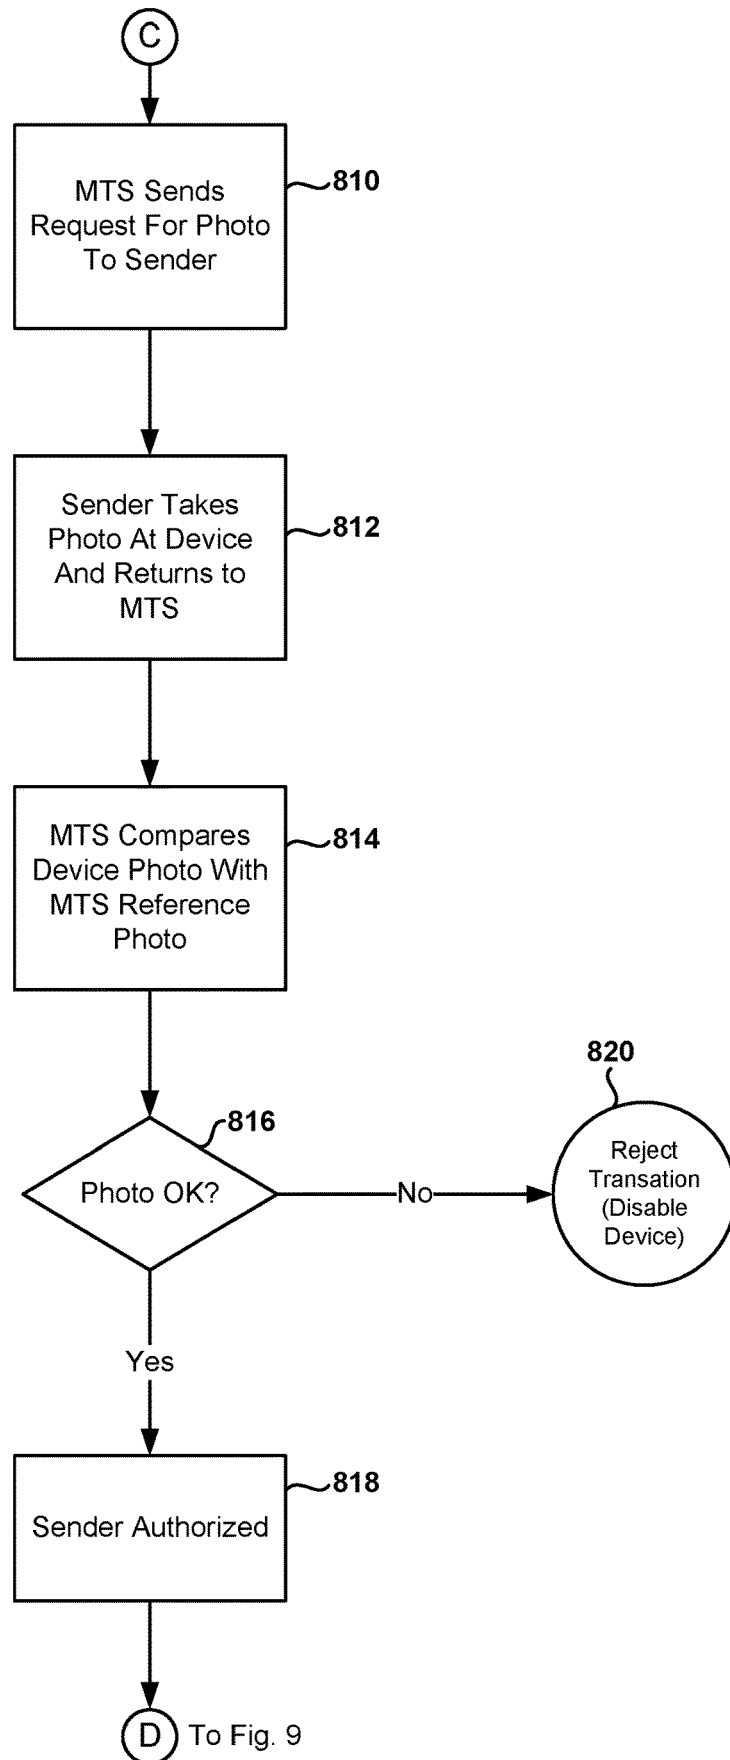 C
MTS Sends
Request For Photo
To Sender
810
Sender Takes
Photo At Device
And Returns to
MTS
812
MTS Compares
Device Photo With
MTS Reference
Photo
814
Photo OK?
816
No
820
Reject
Transation
(Disable
Device)
Yes
Sender Authorized
818
D To Fig. 9